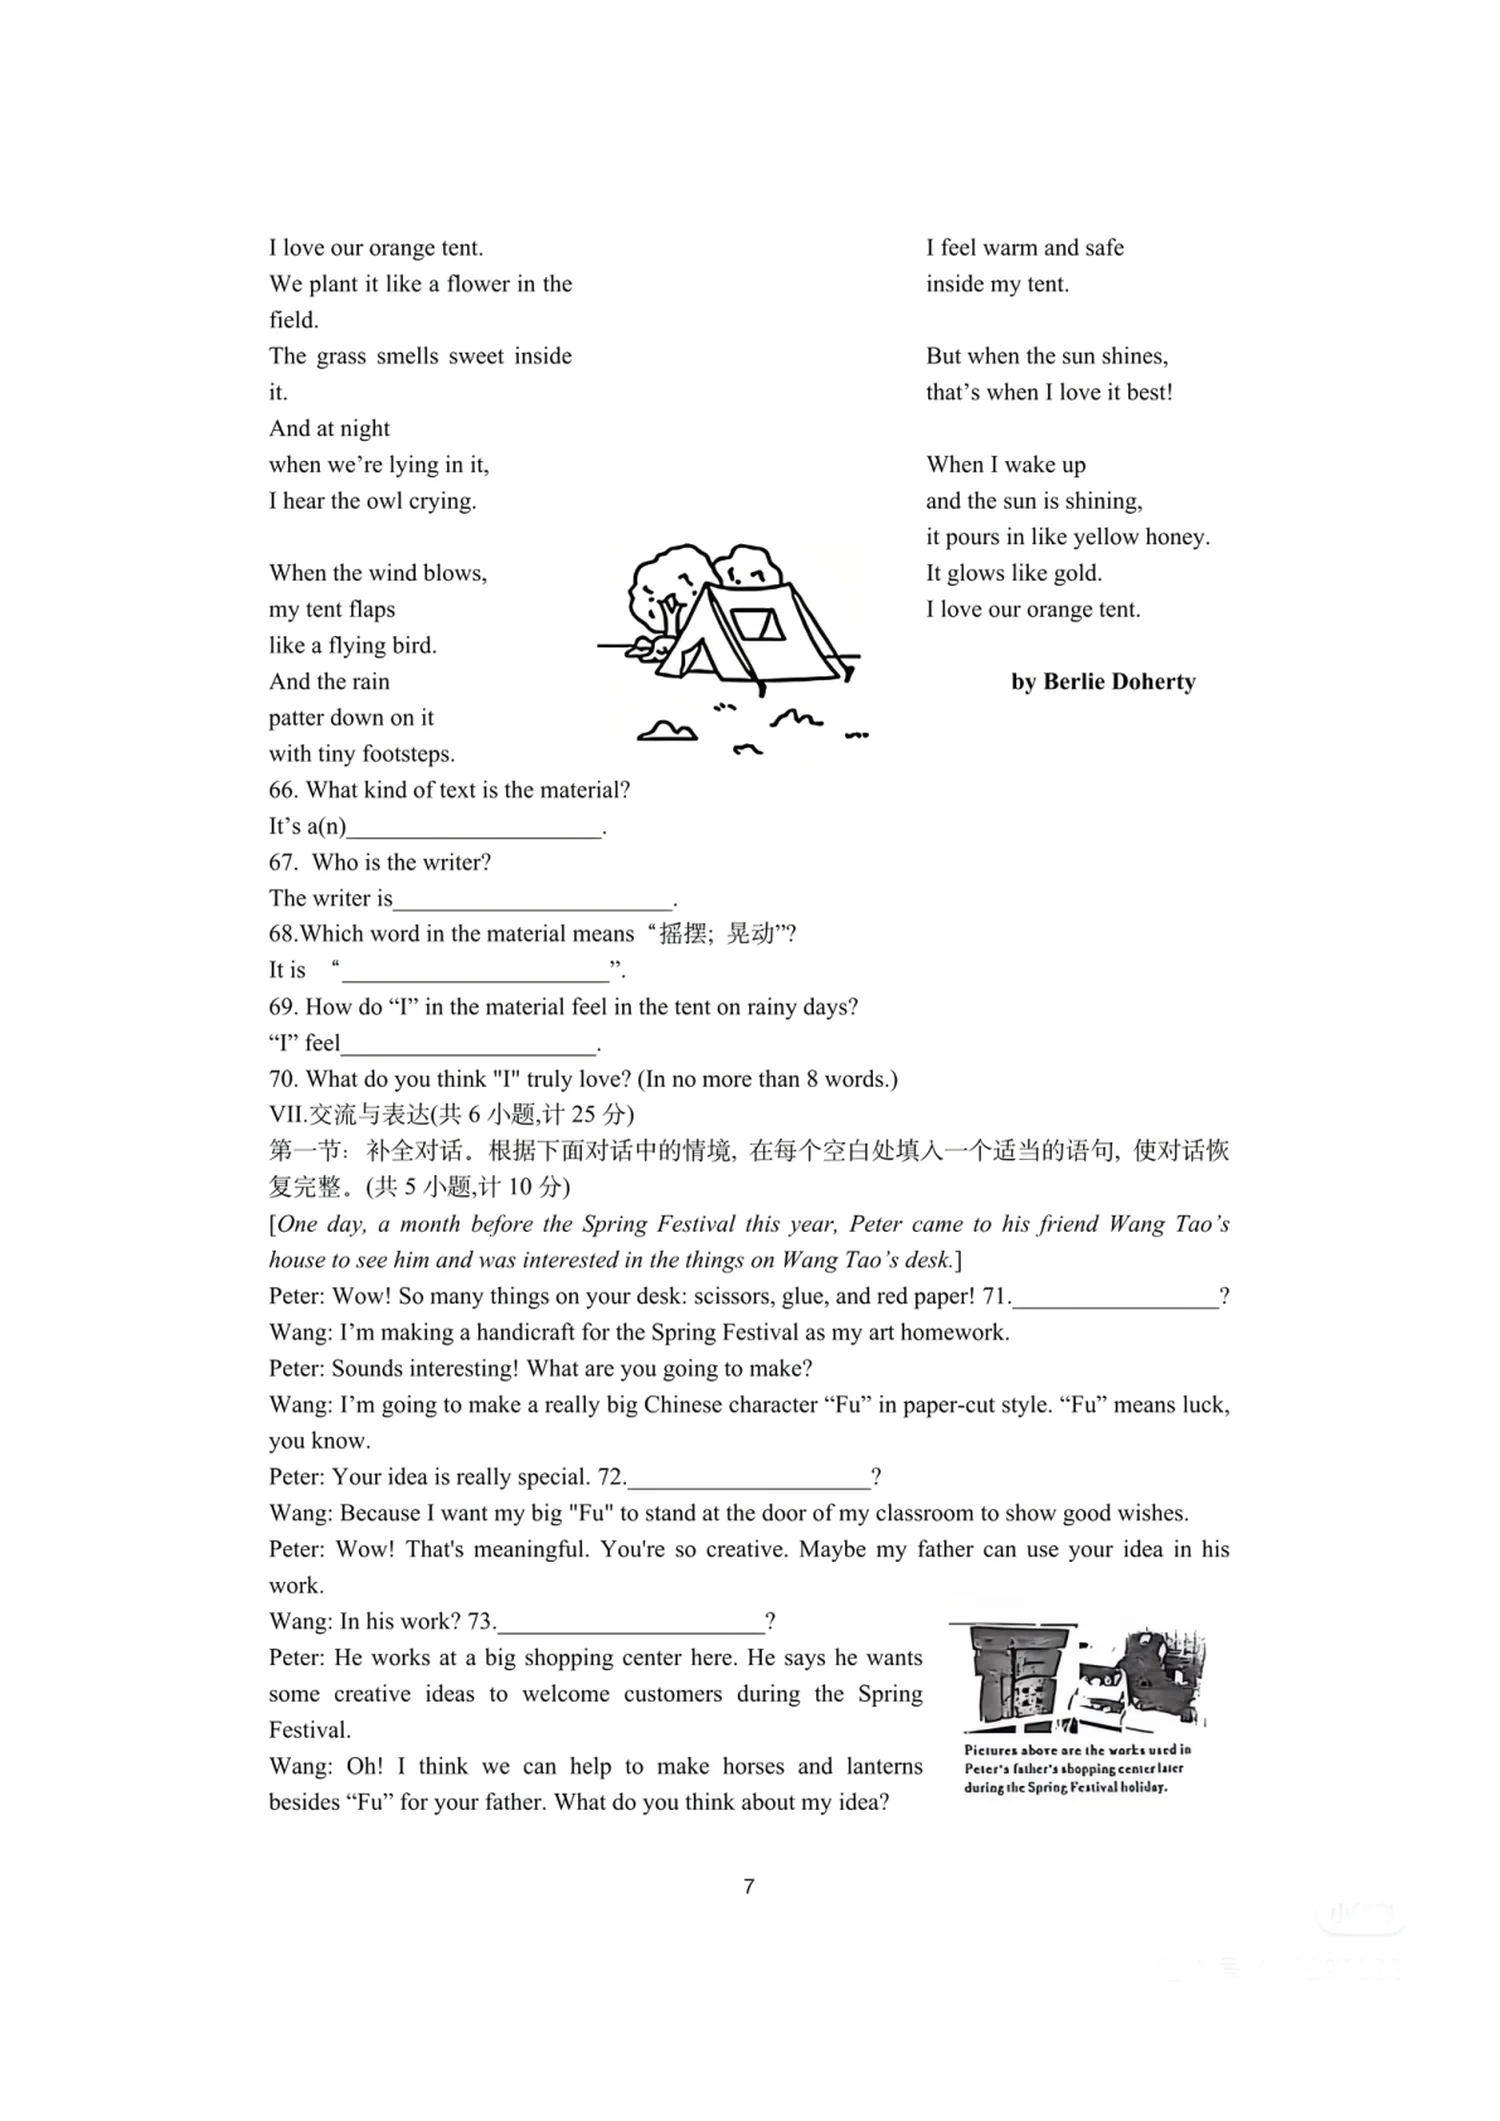 I love our orange tent.
We plant it like a flower in the
field.
The grass smells sweet inside
it.
And at night
when we’re lying in it,
I hear the owl crying.
When the wind blows,
my tent flaps
like a flying bird.
And the rain
patter down on it
with tiny footsteps.
I feel warm and safe
inside my tent.
But when the sun shines,
that’s when I love it best!
When I wake up
and the sun is shining,
it pours in like yellow honey.
It glows like gold.
I love our orange tent.
by Berlie Doherty
66. What kind of text is the material?
It’s a(n)____________________.
67. Who is the writer?
The writer is______________________.
68.Which word in the material means “摇摆; 晃动”?
It is “_____________________”.
69. How do “I” in the material feel in the tent on rainy days?
“I” feel____________________.
70. What do you think "I" truly love? (In no more than 8 words.)
VII.交流与表达(共 6 小题,计 25 分)
第一节: 补全对话。根据下面对话中的情境, 在每个空白处填入一个适当的语句, 使对话恢
复完整。(共 5 小题,计 10 分)
[One day, a month before the Spring Festival this year, Peter came to his friend Wang Tao’s
house to see him and was interested in the things on Wang Tao’s desk.]
Peter: Wow! So many things on your desk: scissors, glue, and red paper! 71.________________?
Wang: I’m making a handicraft for the Spring Festival as my art homework.
Peter: Sounds interesting! What are you going to make?
Wang: I’m going to make a really big Chinese character “Fu” in paper-cut style. “Fu” means luck,
you know.
Peter: Your idea is really special. 72.___________________?
Wang: Because I want my big "Fu" to stand at the door of my classroom to show good wishes.
Peter: Wow! That's meaningful. You're so creative. Maybe my father can use your idea in his
work.
Wang: In his work? 73._____________________?
Peter: He works at a big shopping center here. He says he wants
some creative ideas to welcome customers during the Spring
Festival.
Wang: Oh! I think we can help to make horses and lanterns
besides “Fu” for your father. What do you think about my idea?
Pictures above are the works used in
Peter's father's shopping center later
during the Spring Festival holiday.
7